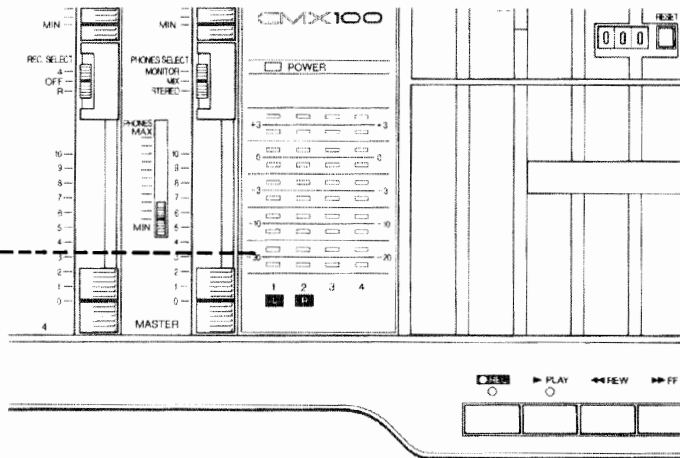 MIN
MIN
CMX100
RESET
000
REC SELECT
4
OFF
R
PHONES SELECT
MONITOR
MIX
STEREO
POWER
PHONES
MAX
MIN
10
9
8
7
6
5
4
3
2
1
0
10
9
8
7
6
5
4
3
2
1
0
+3 +3
0 0
-3 -3
-10 -10
-20
1 2 3 4
L R
4
MASTER
PLAY
REW
FF